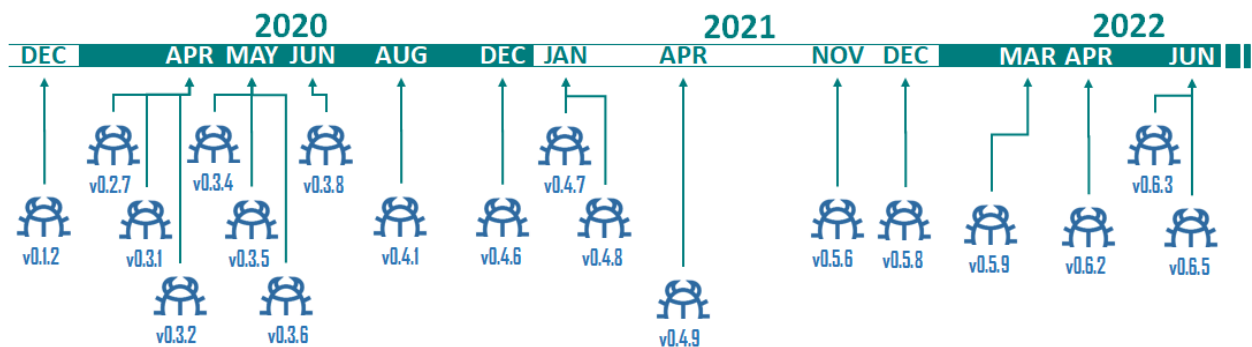 2020 2021 2022
DEC APR MAY JUN AUG DEC JAN APR NOV DEC MAR APR JUN
v0.2.7 v0.3.4 v0.3.8 v0.4.7 v0.6.3
v0.1.2 v0.3.1 v0.3.5 v0.4.1 v0.4.6 v0.4.8 v0.5.6 v0.5.8 v0.5.9 v0.6.2 v0.6.5
v0.3.2 v0.3.6 v0.4.9